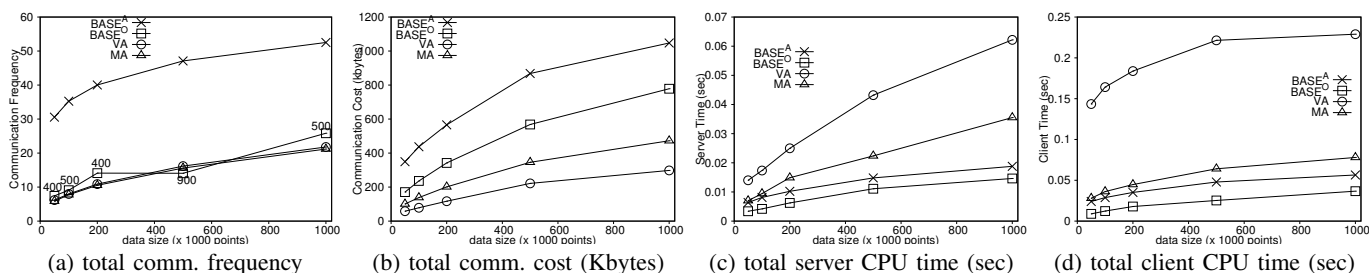 60
50
40
30
20
10
0
Communication Frequency
BASE^A
BASE^O
VA
MA
400
500
400
900
500
0 200 400 600 800 1000
data size (x 1000 points)
(a) total comm. frequency
1200
1000
800
600
400
200
0
Communication Cost (kbytes)
BASE^A
BASE^O
VA
MA
0 200 400 600 800 1000
data size (x 1000 points)
(b) total comm. cost (Kbytes)
0.07
0.06
0.05
0.04
0.03
0.02
0.01
0
Server Time (sec)
BASE^A
BASE^O
VA
MA
0 200 400 600 800 1000
data size (x 1000 points)
(c) total server CPU time (sec)
0.25
0.2
0.15
0.1
0.05
0
Client Time (sec)
BASE^A
BASE^O
VA
MA
0 200 400 600 800 1000
data size (x 1000 points)
(d) total client CPU time (sec)